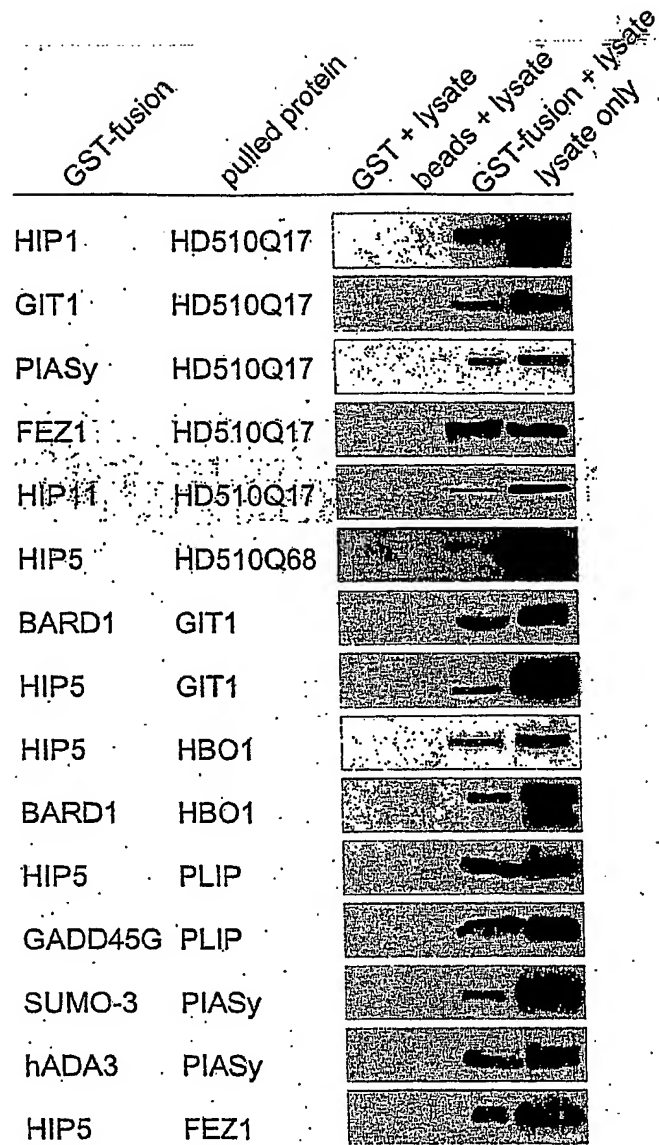 GST-fusion
pulled protein
GST + lysate
beads + lysate
GST-fusion + lysate
lysate only
HIP1 HD510Q17
GIT1 HD510Q17
PIASy HD510Q17
FEZ1 HD510Q17
HIP11 HD510Q17
HIP5 HD510Q68
BARD1 GIT1
HIP5 GIT1
HIP5 HBO1
BARD1 HBO1
HIP5 PLIP
GADD45G PLIP
SUMO-3 PIASy
hADA3 PIASy
HIP5 FEZ1